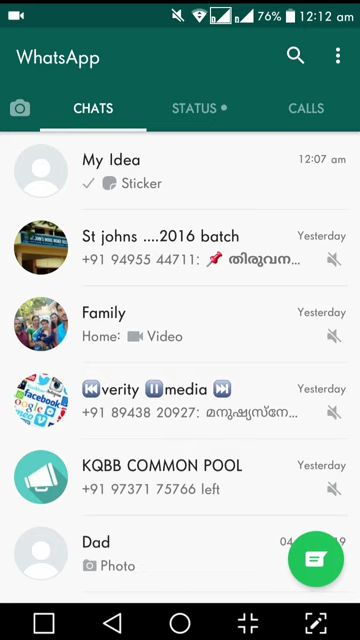 76% 12:12 am
WhatsApp
CHATS STATUS CALLS
My Idea 12:07 am
Sticker
St johns ....2016 batch Yesterday
+91 94955 44711: 📌 തിരുവന...
Family Yesterday
Home: Video
⏮verity ⏸media ⏭ Yesterday
+91 89438 20927: മനുഷ്യസ്നേ...
KQBB COMMON POOL Yesterday
+91 97371 75766 left
Dad
Photo